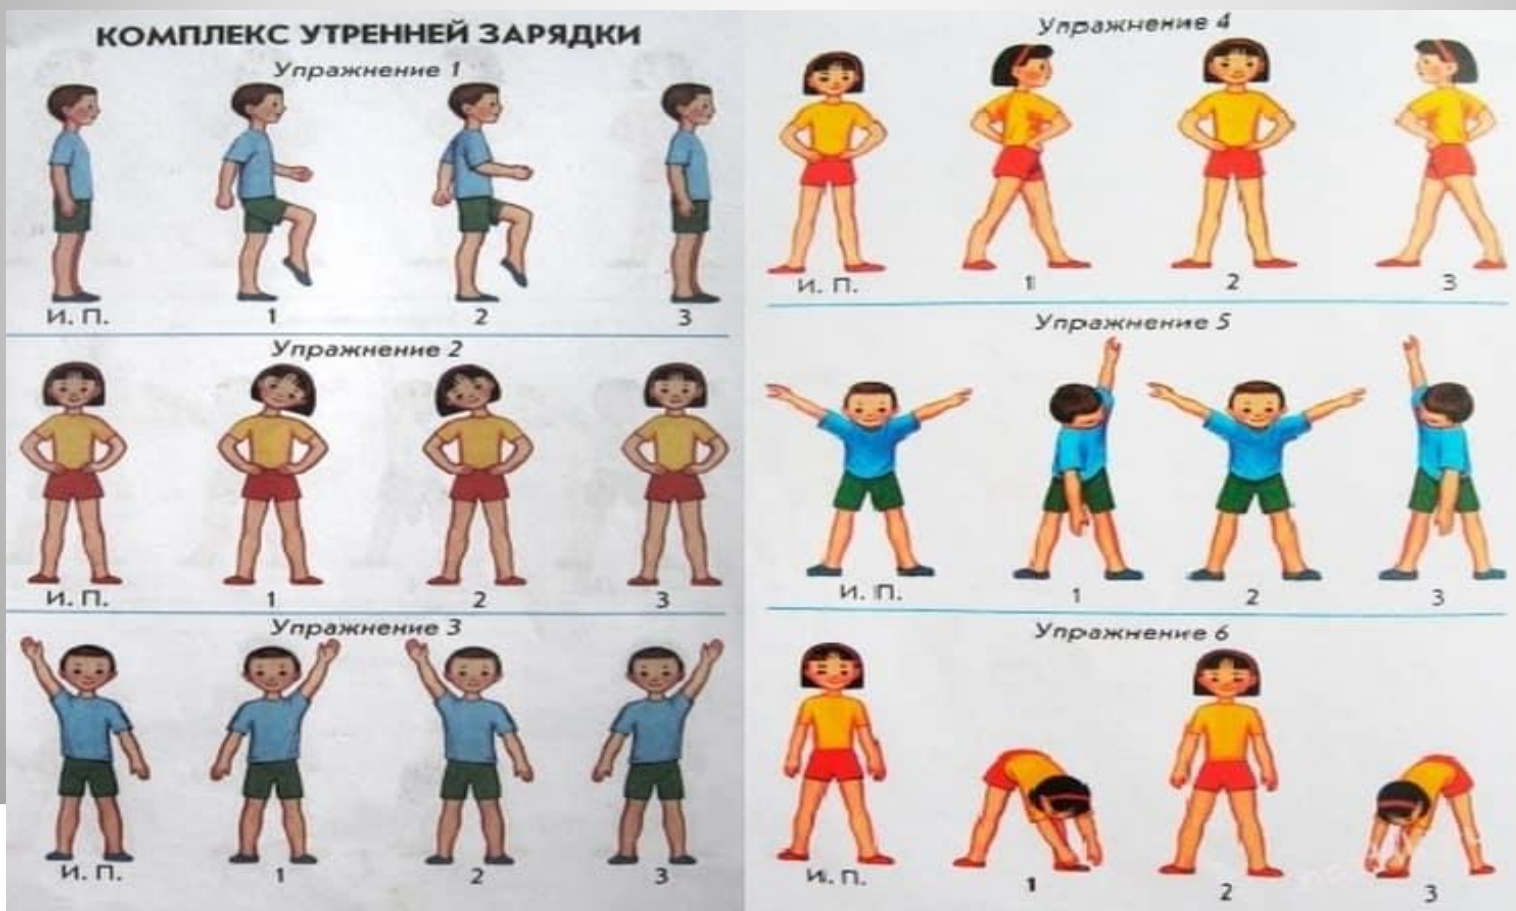 КОМПЛЕКС УТРЕННЕЙ ЗАРЯДКИ
Упражнение 1
И. П. 1 2 3
Упражнение 2
И. П. 1 2 3
Упражнение 3
И. П. 1 2 3
Упражнение 4
И. П. 1 2 3
Упражнение 5
И. П. 1 2 3
Упражнение 6
И. П. 1 2 3